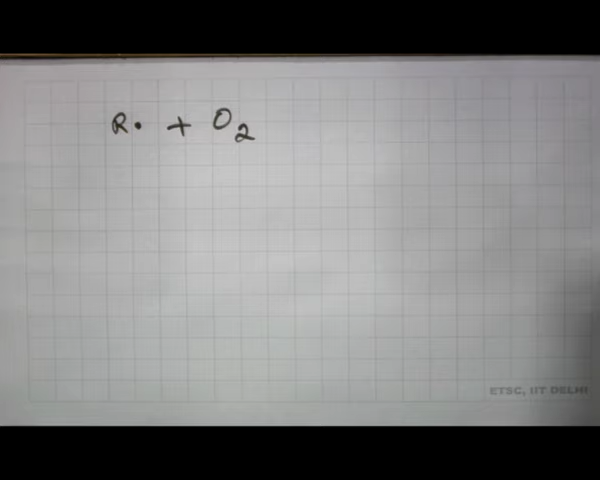 R• + O₂
ETSC, IIT DELHI